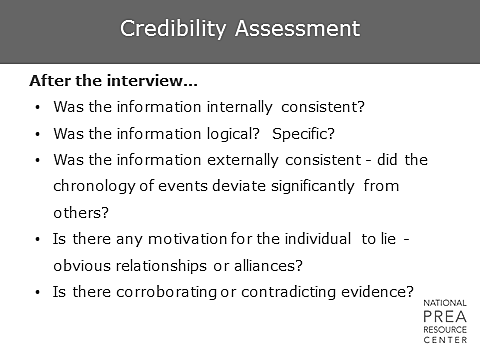 Credibility Assessment
After the interview...
• Was the information internally consistent?
• Was the information logical? Specific?
• Was the information externally consistent - did the
chronology of events deviate significantly from
others?
• Is there any motivation for the individual to lie -
obvious relationships or alliances?
• Is there corroborating or contradicting evidence?
NATIONAL
PREA
RESOURCE
CENTER